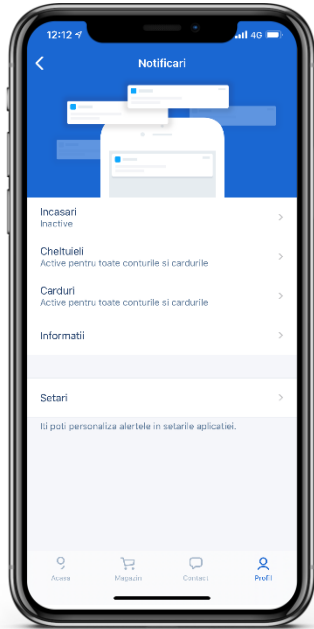 12:12
4G
Notificari
Incasari
Inactive
Cheltuieli
Active pentru toate conturile si cardurile
Carduri
Active pentru toate conturile si cardurile
Informatii
Setari
Iti poti personaliza alertele in setarile aplicatiei.
Acasa
Magazin
Contact
Profil